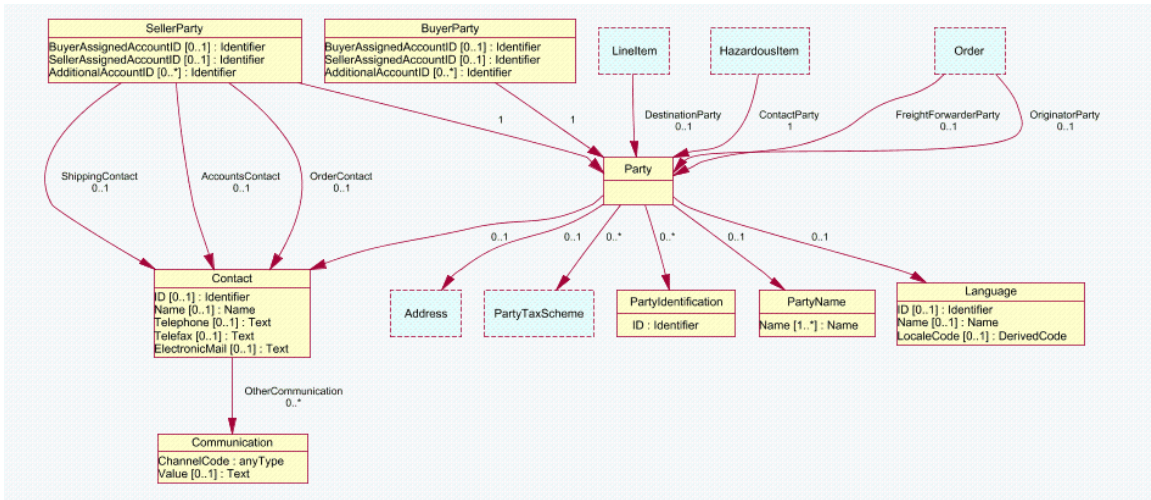 SellerParty
BuyerAssignedAccountID [0..1] : Identifier
SellerAssignedAccountID [0..1] : Identifier
AdditionalAccountID [0..*] : Identifier
BuyerParty
BuyerAssignedAccountID [0..1] : Identifier
SellerAssignedAccountID [0..1] : Identifier
AdditionalAccountID [0..*] : Identifier
LineItem
HazardousItem
Order
1
1
DestinationParty
0..1
ContactParty
1
FreightForwarderParty
0..1
OriginatorParty
0..1
ShippingContact
0..1
AccountsContact
0..1
OrderContact
0..1
Party
0..1
0..1
0..*
0..*
0..1
0..1
Contact
ID [0..1] : Identifier
Name [0..1] : Name
Telephone [0..1] : Text
Telefax [0..1] : Text
ElectronicMail [0..1] : Text
Address
PartyTaxScheme
PartyIdentification
ID : Identifier
PartyName
Name [1..*] : Name
Language
ID [0..1] : Identifier
Name [0..1] : Name
LocaleCode [0..1] : DerivedCode
OtherCommunication
0..*
Communication
ChannelCode : anyType
Value [0..1] : Text